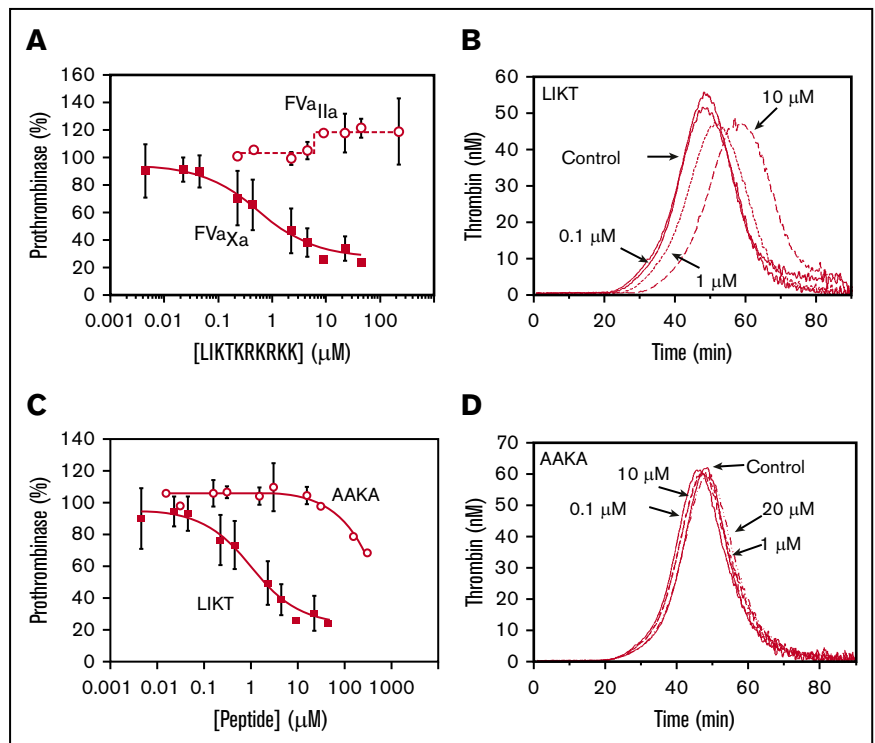 A
160
140
120
100
80
60
40
20
0
Prothrombinase (%)
FVaIIa
FVaXa
0.001 0.01 0.1 1 10 100
[LIKTKRKRKK] (μM)
B
60
50
40
30
20
10
0
Thrombin (nM)
LIKT
10 μM
Control
0.1 μM
1 μM
0 20 40 60 80
Time (min)
C
140
120
100
80
60
40
20
0
Prothrombinase (%)
AAKA
LIKT
0.001 0.01 0.1 1 10 100 1000
[Peptide] (μM)
D
70
60
50
40
30
20
10
0
Thrombin (nM)
AAKA
Control
10 μM
0.1 μM
20 μM
1 μM
0 20 40 60 80
Time (min)